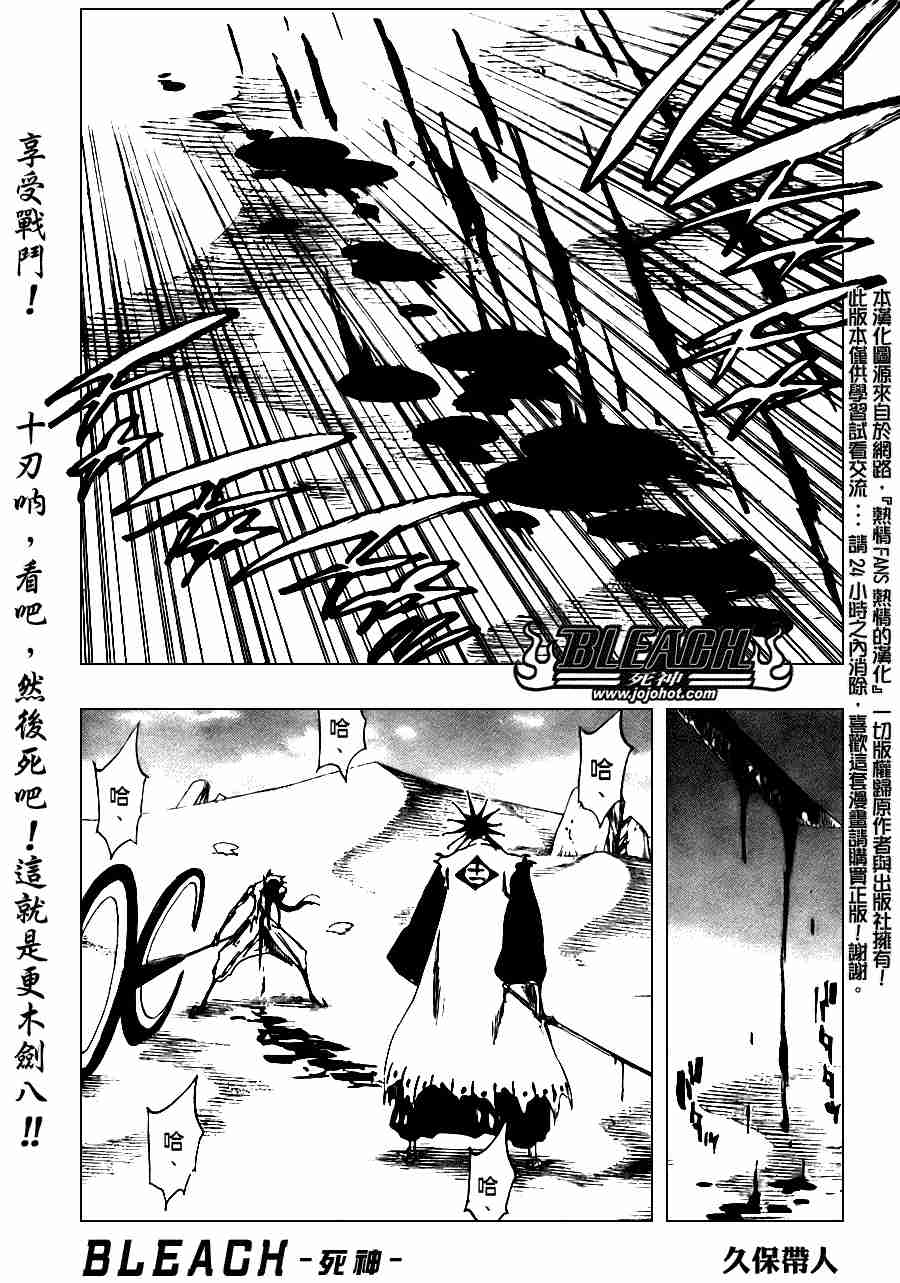 享受戰鬥！
十刃吶，看吧，然後死吧！這就是更木劍八!!
本漢化圖源來自於網路，『熱情FANS 熱情的漢化』一切版權歸原作者與出版社擁有！
此版本僅供學習試看交流…請24小時之內消除，喜歡這套漫畫請購買正版！謝謝。
BLEACH
死神
www.jojohot.com
哈、
哈、
哈、
十一
哈、
哈、
BLEACH -死神-
久保帶人